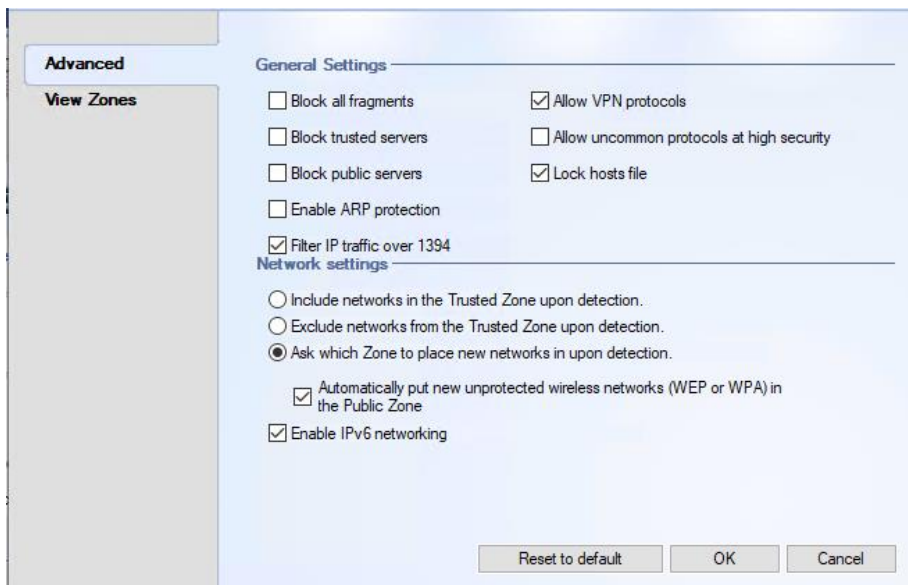 Advanced
View Zones
General Settings
Block all fragments
Allow VPN protocols
Block trusted servers
Allow uncommon protocols at high security
Block public servers
Lock hosts file
Enable ARP protection
Filter IP traffic over 1394
Network settings
Include networks in the Trusted Zone upon detection.
Exclude networks from the Trusted Zone upon detection.
Ask which Zone to place new networks in upon detection.
Automatically put new unprotected wireless networks (WEP or WPA) in
the Public Zone
Enable IPv6 networking
Reset to default
OK
Cancel